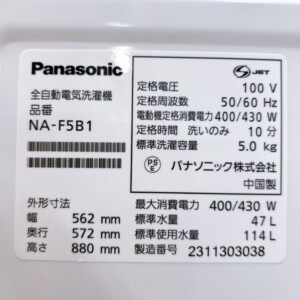 Panasonic
全自動電気洗濯機
品番
NA-F5B1
外形寸法
幅 562 mm
奥行 572 mm
高さ 880 mm
JET
定格電圧 100 V
定格周波数 50/60 Hz
電動機定格消費電力 400/430 W
定格時間 洗いのみ 10 分
標準洗濯容量 5.0 kg
PS
E
パナソニック株式会社
中国製
最大消費電力 400/430 W
標準水量 47 L
標準使用水量 114 L
製造番号 2311303038